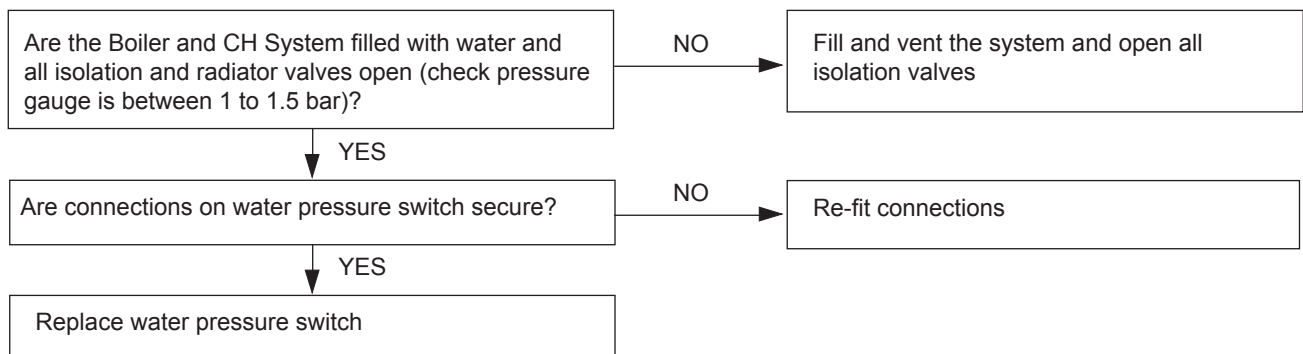 Are the Boiler and CH System filled with water and
all isolation and radiator valves open (check pressure
gauge is between 1 to 1.5 bar)?
NO
Fill and vent the system and open all
isolation valves
YES
Are connections on water pressure switch secure?
NO
Re-fit connections
YES
Replace water pressure switch